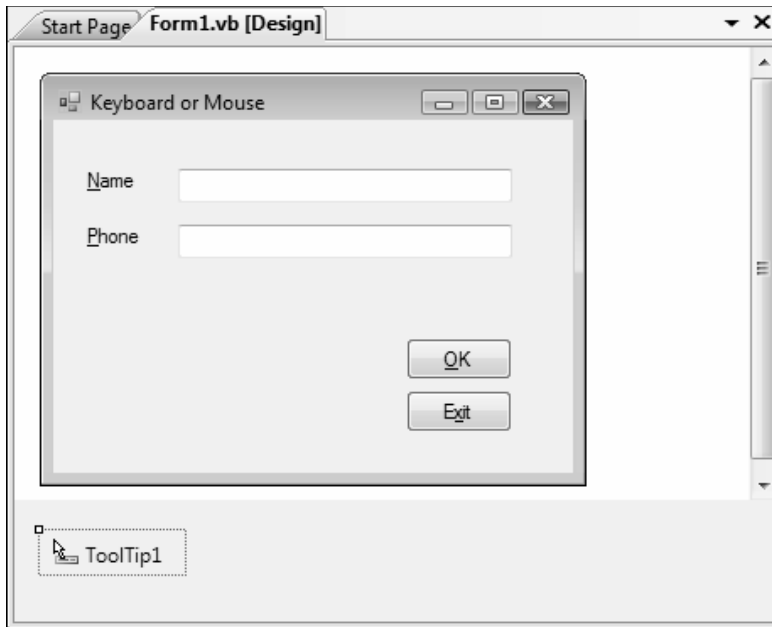 Start Page Form1.vb [Design]
Keyboard or Mouse
Name
Phone
OK
Exit
ToolTip1